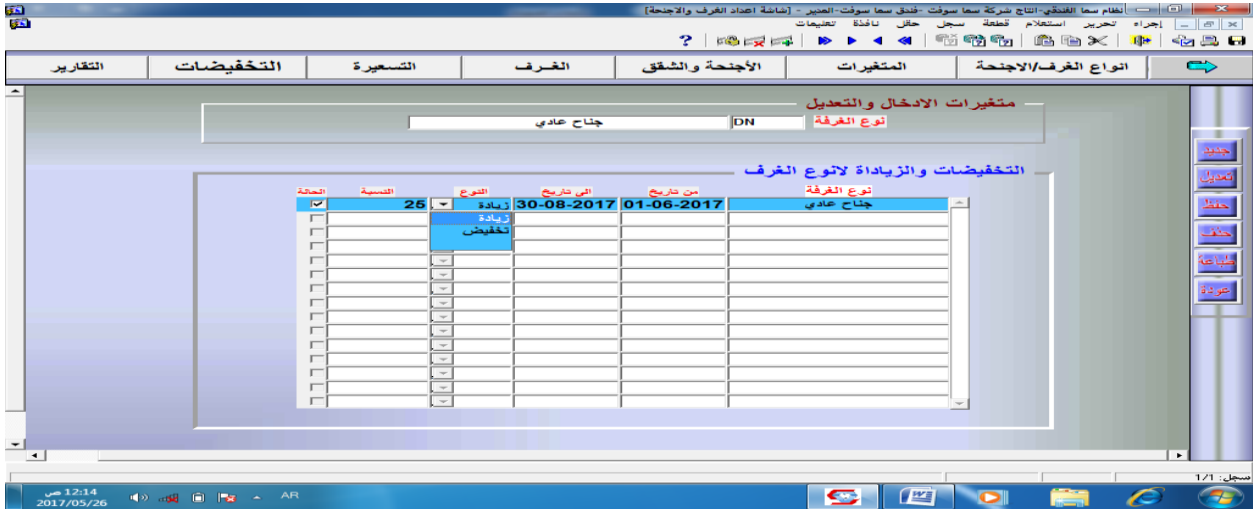 نظام سما الفندقي-انتاج شركة سما سوفت -فندق سما سوفت-المدير - [شاشة اعداد الغرف والاجنحة]
إجراء تحرير استعلام قطعة سجل حقل نافذة تعليمات
?
انواع الغرف/الاجنحة المتغيرات الأجنحة والشقق الغـرف التسعيرة التخفيضات التقارير
متغيرات الادخال والتعديل
نوع الغرفة DN جناح عادي
جديد
تعديل
حفظ
حذف
طباعة
عودة
التخفيضات والزياداة لانوع الغرف
نوع الغرفة من تاريخ الى تاريخ النوع النسبة الحالة
جناح عادي 01-06-2017 30-08-2017 زيادة 25
زيادة
تخفيض
سجل: 1/1
AR
12:14 ص
2017/05/26